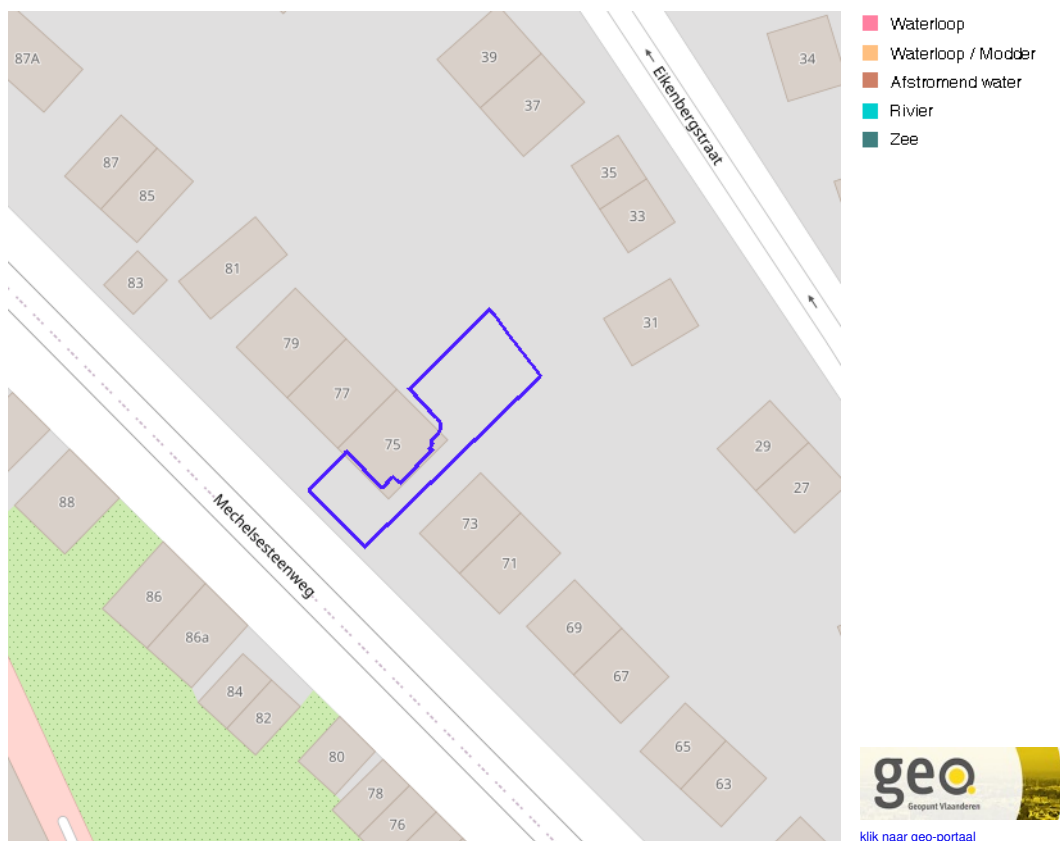 87A
39
37
34
Eikenbergstraat
87
85
35
33
83
81
31
79
77
75
29
27
73
71
88
Mechelsesteenweg
86
86a
69
67
84
82
80
65
63
78
76
Waterloop
Waterloop / Modder
Afstromend water
Rivier
Zee
geo
Geopunt Vlaanderen
klik naar geo-portaal